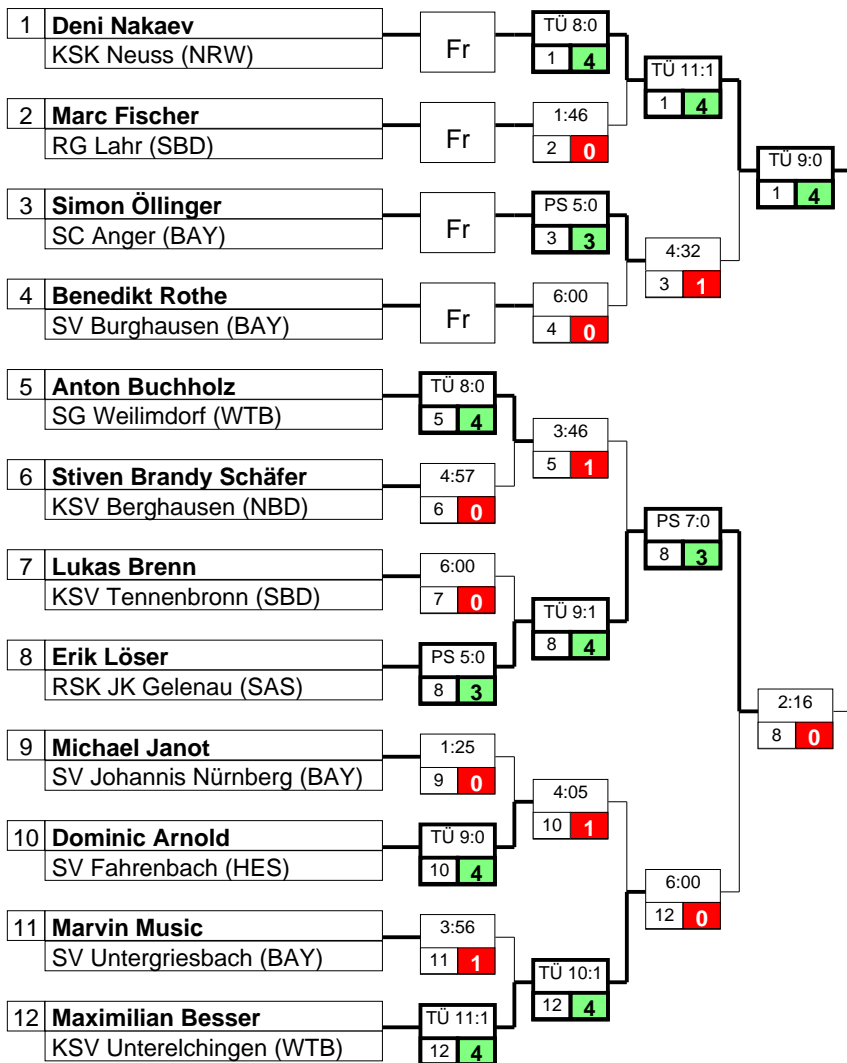 1 Deni Nakaev
KSK Neuss (NRW)
Fr
TÜ 8:0
1 4
TÜ 11:1
1 4
2 Marc Fischer
RG Lahr (SBD)
Fr
1:46
2 0
TÜ 9:0
1 4
3 Simon Öllinger
SC Anger (BAY)
Fr
PS 5:0
3 3
4:32
3 1
4 Benedikt Rothe
SV Burghausen (BAY)
Fr
6:00
4 0
5 Anton Buchholz
SG Weilimdorf (WTB)
TÜ 8:0
5 4
3:46
5 1
6 Stiven Brandy Schäfer
KSV Berghausen (NBD)
4:57
6 0
PS 7:0
8 3
7 Lukas Brenn
KSV Tennenbronn (SBD)
6:00
7 0
TÜ 9:1
8 4
8 Erik Löser
RSK JK Gelenau (SAS)
PS 5:0
8 3
2:16
8 0
9 Michael Janot
SV Johannis Nürnberg (BAY)
1:25
9 0
4:05
10 1
10 Dominic Arnold
SV Fahrenbach (HES)
TÜ 9:0
10 4
6:00
12 0
11 Marvin Music
SV Untergriesbach (BAY)
3:56
11 1
TÜ 10:1
12 4
12 Maximilian Besser
KSV Unterelchingen (WTB)
TÜ 11:1
12 4